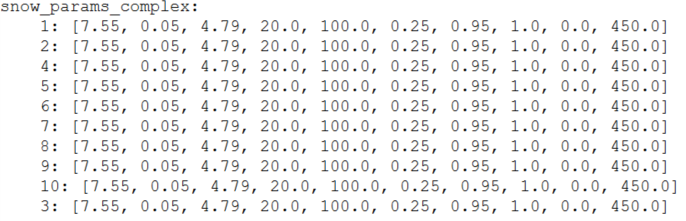 snow_params_complex:
1: [7.55, 0.05, 4.79, 20.0, 100.0, 0.25, 0.95, 1.0, 0.0, 450.0]
2: [7.55, 0.05, 4.79, 20.0, 100.0, 0.25, 0.95, 1.0, 0.0, 450.0]
4: [7.55, 0.05, 4.79, 20.0, 100.0, 0.25, 0.95, 1.0, 0.0, 450.0]
5: [7.55, 0.05, 4.79, 20.0, 100.0, 0.25, 0.95, 1.0, 0.0, 450.0]
6: [7.55, 0.05, 4.79, 20.0, 100.0, 0.25, 0.95, 1.0, 0.0, 450.0]
7: [7.55, 0.05, 4.79, 20.0, 100.0, 0.25, 0.95, 1.0, 0.0, 450.0]
8: [7.55, 0.05, 4.79, 20.0, 100.0, 0.25, 0.95, 1.0, 0.0, 450.0]
9: [7.55, 0.05, 4.79, 20.0, 100.0, 0.25, 0.95, 1.0, 0.0, 450.0]
10: [7.55, 0.05, 4.79, 20.0, 100.0, 0.25, 0.95, 1.0, 0.0, 450.0]
3: [7.55, 0.05, 4.79, 20.0, 100.0, 0.25, 0.95, 1.0, 0.0, 450.0]